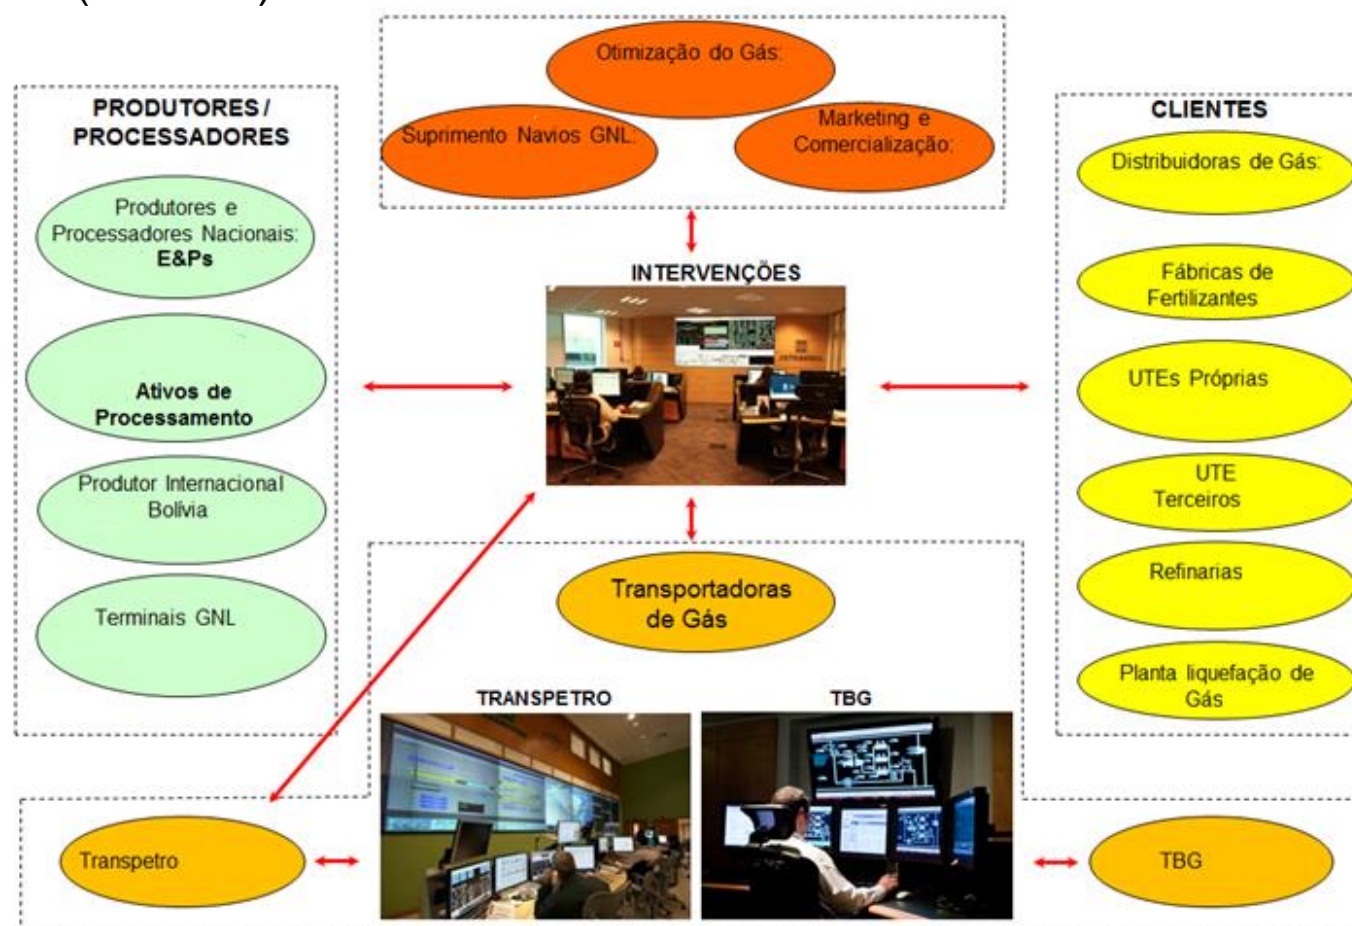 Otimização do Gás:
Suprimento Navios GNL:
Marketing e
Comercialização:
PRODUTORES /
PROCESSADORES
Produtores e
Processadores Nacionais:
E&Ps
Ativos de
Processamento
Produtor Internacional
Bolívia
Terminais GNL
INTERVENÇÕES
CLIENTES
Distribuidoras de Gás:
Fábricas de
Fertilizantes
UTEs Próprias
UTE
Terceiros
Refinarias
Planta liquefação de
Gás
Transportadoras
de Gás
TRANSPETRO
TBG
Transpetro
TBG